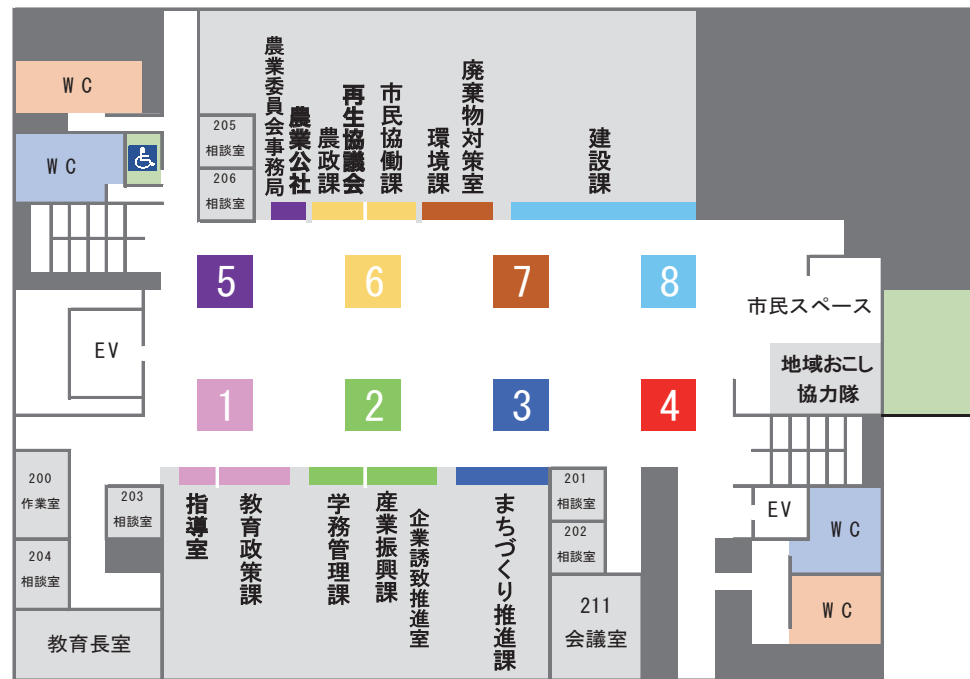 WC
WC
205
相談室
206
相談室
農業委員会事務局
農業公社
農政課
再生協議会
市民協働課
環境課
廃棄物対策室
建設課
5
6
7
8
市民スペース
地域おこし
協力隊
EV
1
2
3
4
200
作業室
203
相談室
204
相談室
教育長室
指導室
教育政策課
学務管理課
産業振興課
企業誘致推進室
まちづくり推進課
201
相談室
202
相談室
211
会議室
EV
WC
WC